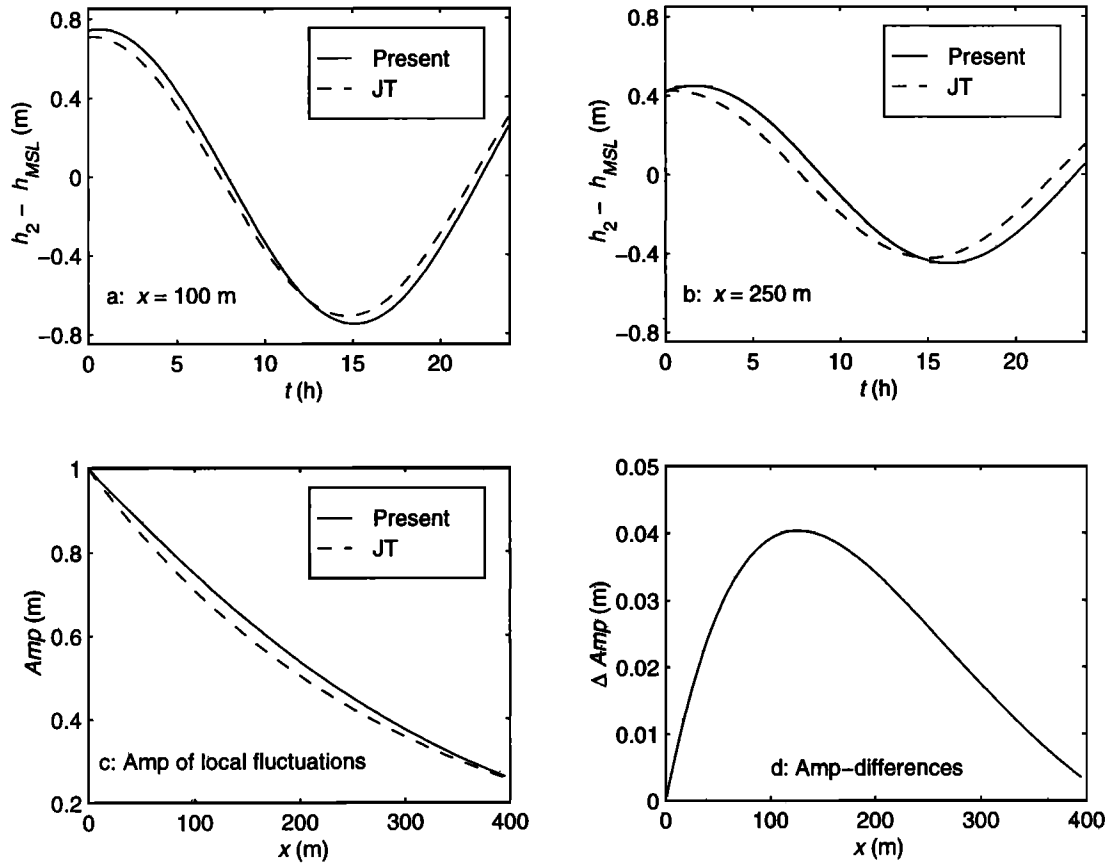 0.8
0.4
0
−0.4
−0.8
h2 − hMSL (m)
Present
JT
a: x = 100 m
0 5 10 15 20
t (h)
0.8
0.4
0
−0.4
−0.8
h2 − hMSL (m)
Present
JT
b: x = 250 m
0 5 10 15 20
t (h)
1
0.8
0.6
0.4
0.2
Amp (m)
Present
JT
c: Amp of local fluctuations
0 100 200 300 400
x (m)
0.05
0.04
0.03
0.02
0.01
0
Δ Amp (m)
d: Amp−differences
0 100 200 300 400
x (m)